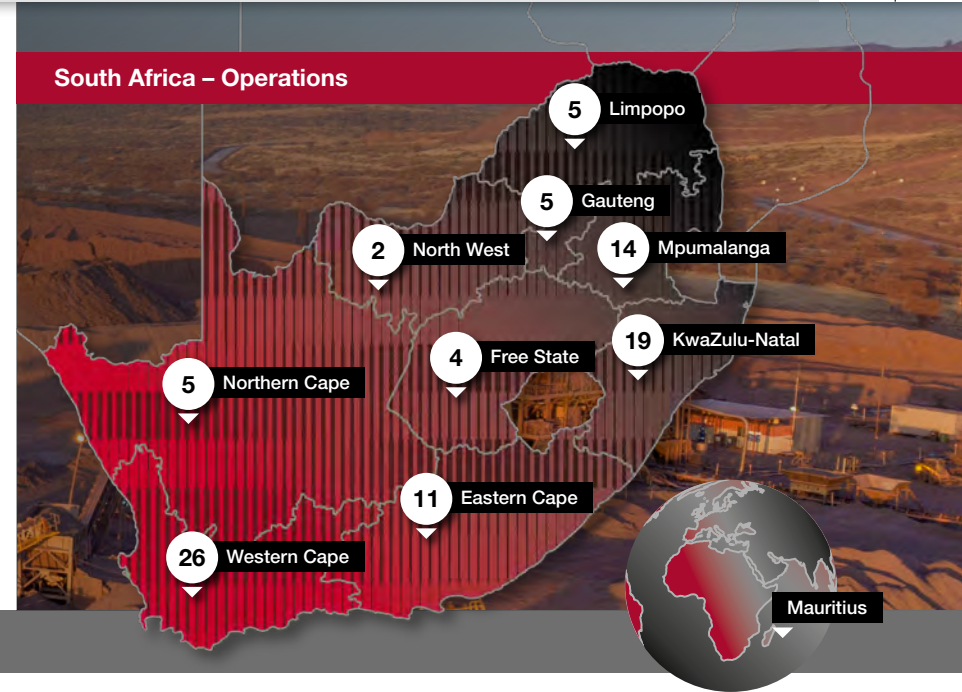 South Africa – Operations
5
Limpopo
5
Gauteng
2
North West
14
Mpumalanga
19
KwaZulu-Natal
4
Free State
5
Northern Cape
11
Eastern Cape
26
Western Cape
Mauritius